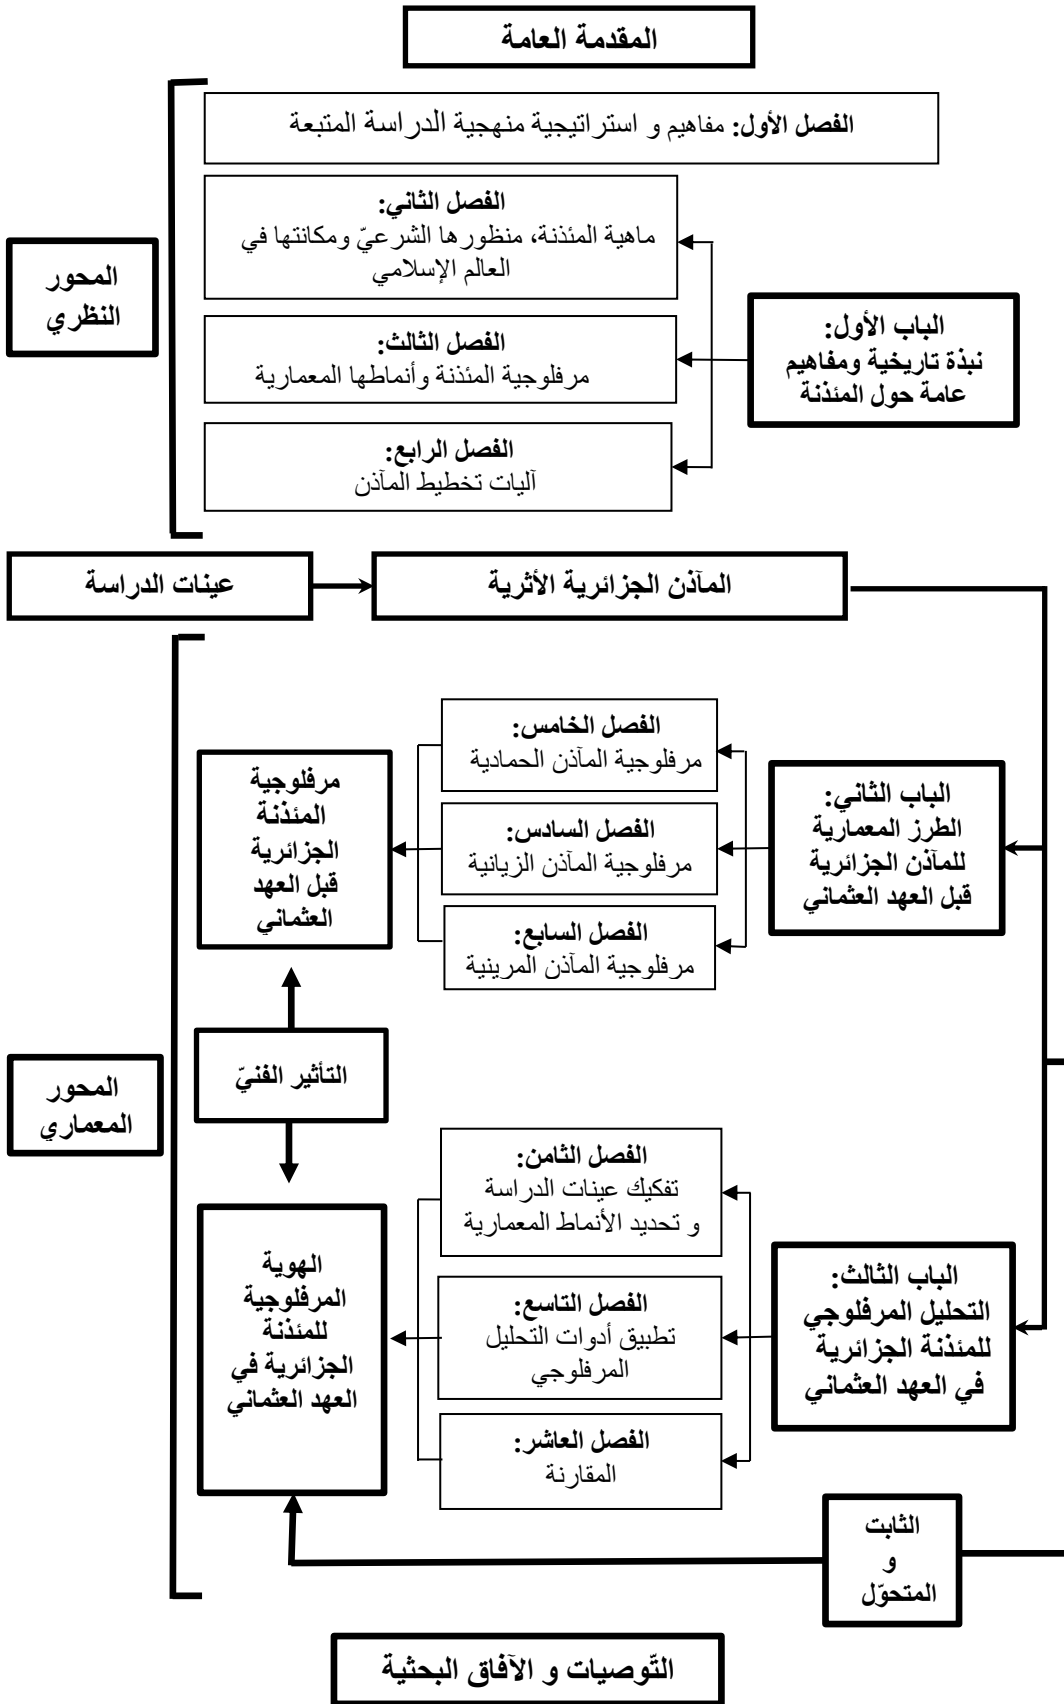 المقدمة العامة
الفصل الأول: مفاهيم و استراتيجية منهجية الدراسة المتبعة
المحور
النظري
الباب الأول:
نبذة تاريخية ومفاهيم
عامة حول المئذنة
الفصل الثاني:
ماهية المئذنة، منظورها الشرعيّ ومكانتها في
العالم الإسلامي
الفصل الثالث:
مرفلوجية المئذنة وأنماطها المعمارية
الفصل الرابع:
آليات تخطيط المآذن
عينات الدراسة
المآذن الجزائرية الأثرية
المحور
المعماري
الباب الثاني:
الطرز المعمارية
للمآذن الجزائرية
قبل العهد العثماني
الفصل الخامس:
مرفلوجية المآذن الحمادية
الفصل السادس:
مرفلوجية المآذن الزيانية
الفصل السابع:
مرفلوجية المآذن المرينية
مرفلوجية
المئذنة
الجزائرية
قبل العهد
العثماني
التأثير الفنيّ
الباب الثالث:
التحليل المرفلوجي
للمئذنة الجزائرية
في العهد العثماني
الفصل الثامن:
تفكيك عينات الدراسة
و تحديد الأنماط المعمارية
الفصل التاسع:
تطبيق أدوات التحليل
المرفلوجي
الفصل العاشر:
المقارنة
الهوية
المرفلوجية
للمئذنة
الجزائرية في
العهد العثماني
الثابت
و
المتحوّل
التّوصيات و الآفاق البحثية